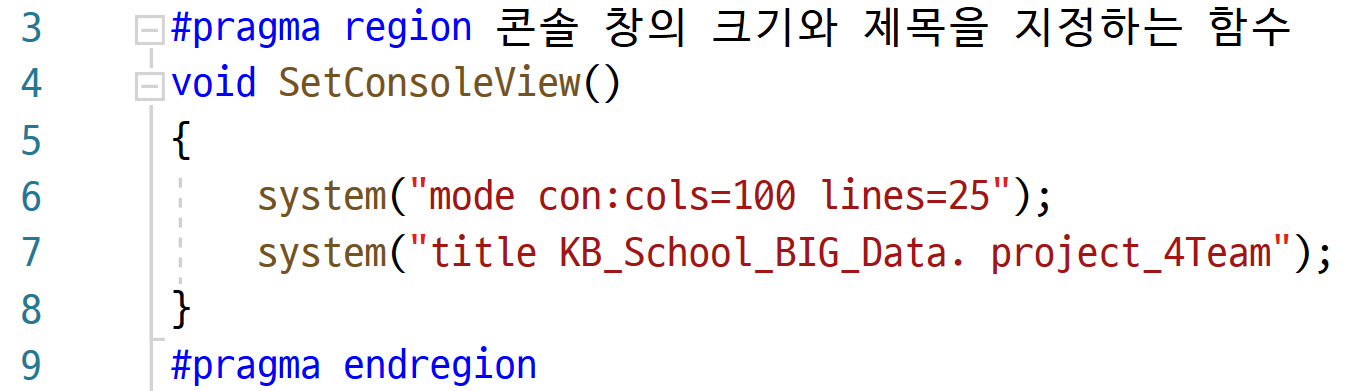 3 #pragma region 콘솔 창의 크기와 제목을 지정하는 함수
4 void SetConsoleView()
5 {
6 system("mode con:cols=100 lines=25");
7 system("title KB_School_BIG_Data. project_4Team");
8 }
9 #pragma endregion